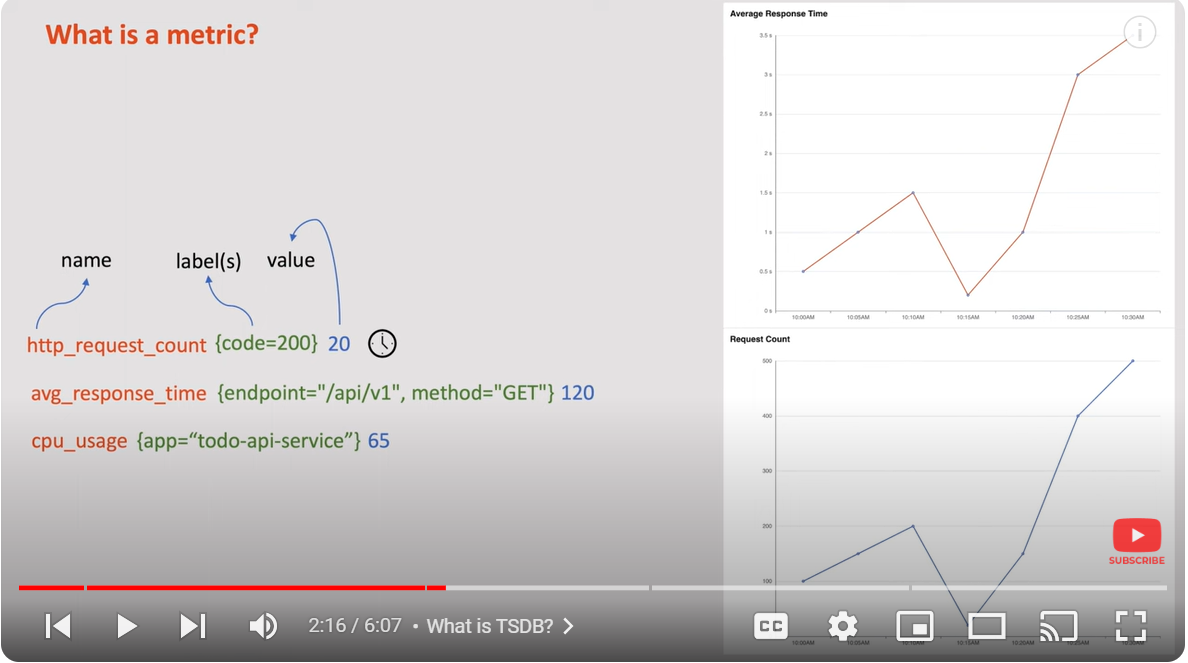 What is a metric?
name label(s) value
http_request_count {code=200} 20
avg_response_time {endpoint="/api/v1", method="GET"} 120
cpu_usage {app=“todo-api-service”} 65
Average Response Time
3.5 s
3 s
2.5 s
2 s
1.5 s
1 s
0.5 s
0 s
10:00AM 10:05AM 10:10AM 10:15AM 10:20AM 10:25AM 10:30AM
Request Count
500
400
300
200
100
10:00AM 10:05AM 10:15AM 10:20AM 10:25AM
SUBSCRIBE
2:16 / 6:07 • What is TSDB?
CC